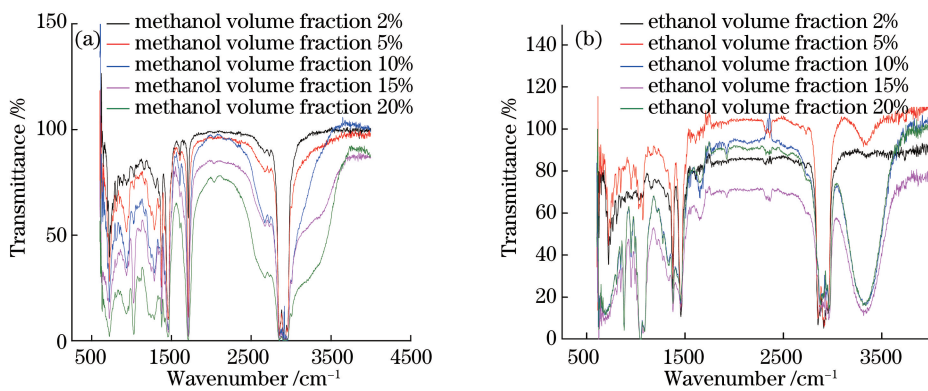 (a)
methanol volume fraction 2%
methanol volume fraction 5%
methanol volume fraction 10%
methanol volume fraction 15%
methanol volume fraction 20%
150
100
50
0
Transmittance /%
500 1500 2500 3500 4500
Wavenumber /cm⁻¹
(b)
ethanol volume fraction 2%
ethanol volume fraction 5%
ethanol volume fraction 10%
ethanol volume fraction 15%
ethanol volume fraction 20%
140
120
100
80
60
40
20
0
Transmittance /%
500 1500 2500 3500
Wavenumber /cm⁻¹